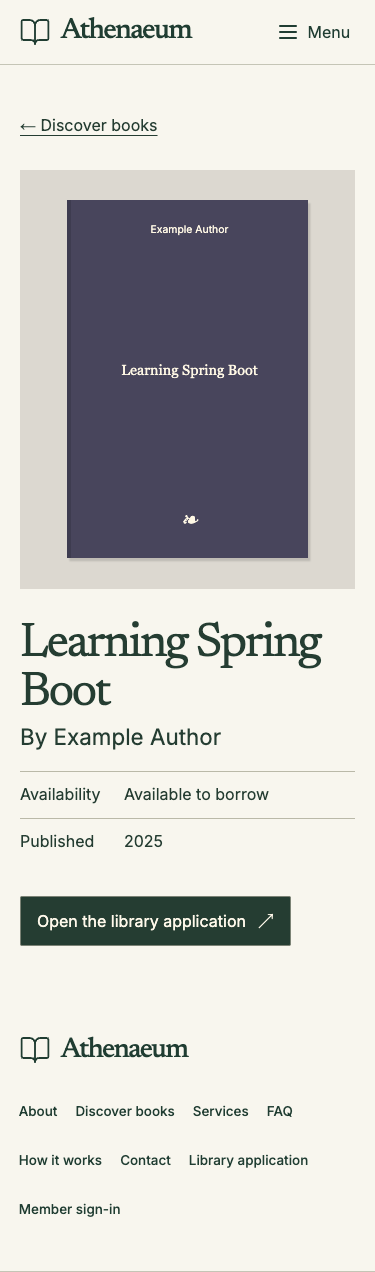 Athenaeum
Menu
← Discover books
Example Author
Learning Spring Boot
Learning Spring
Boot
By Example Author
Availability Available to borrow
Published 2025
Open the library application ↗
Athenaeum
About Discover books Services FAQ
How it works Contact Library application
Member sign-in